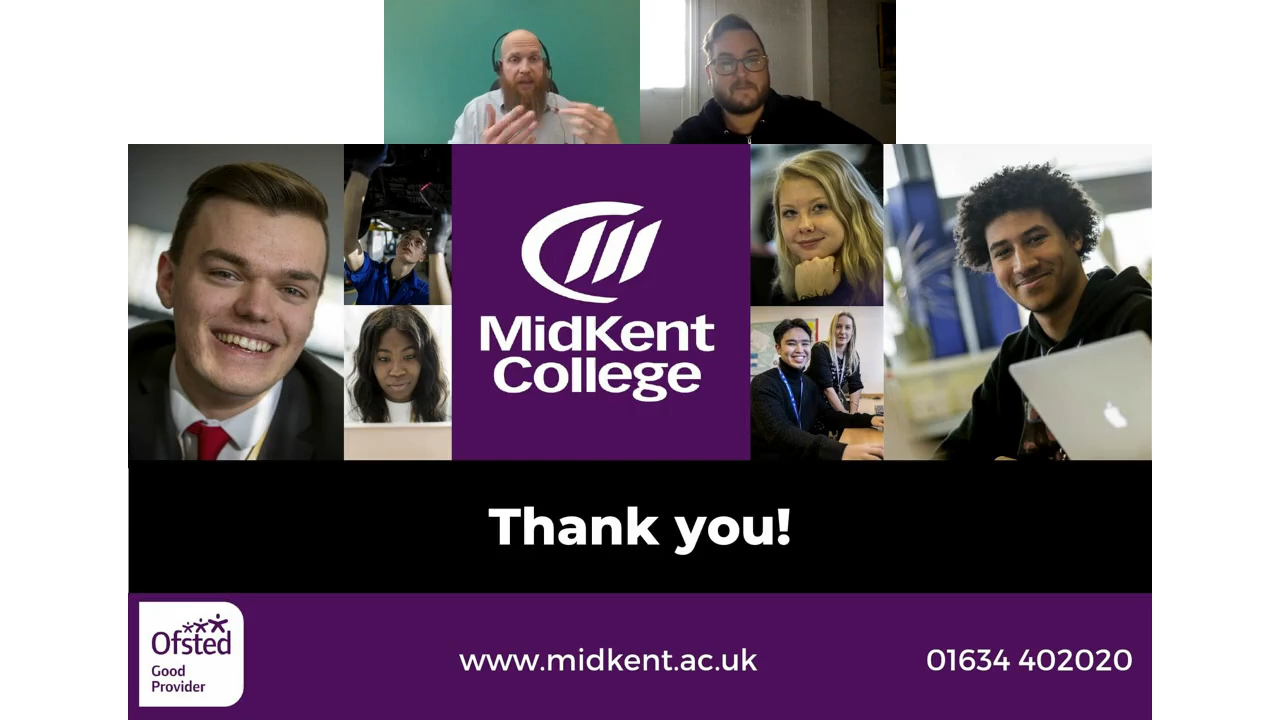 MidKent
College
Thank you!
Ofsted
Good
Provider
www.midkent.ac.uk
01634 402020